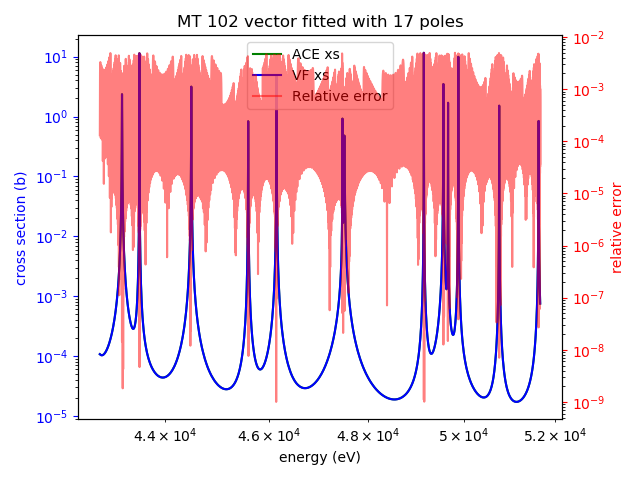 MT 102 vector fitted with 17 poles
ACE xs
VF xs
Relative error
10¹
10⁰
10⁻¹
10⁻²
10⁻³
10⁻⁴
10⁻⁵
cross section (b)
10⁻²
10⁻³
10⁻⁴
10⁻⁵
10⁻⁶
10⁻⁷
10⁻⁸
10⁻⁹
relative error
4.4 × 10⁴ 4.6 × 10⁴ 4.8 × 10⁴ 5 × 10⁴ 5.2 × 10⁴
energy (eV)